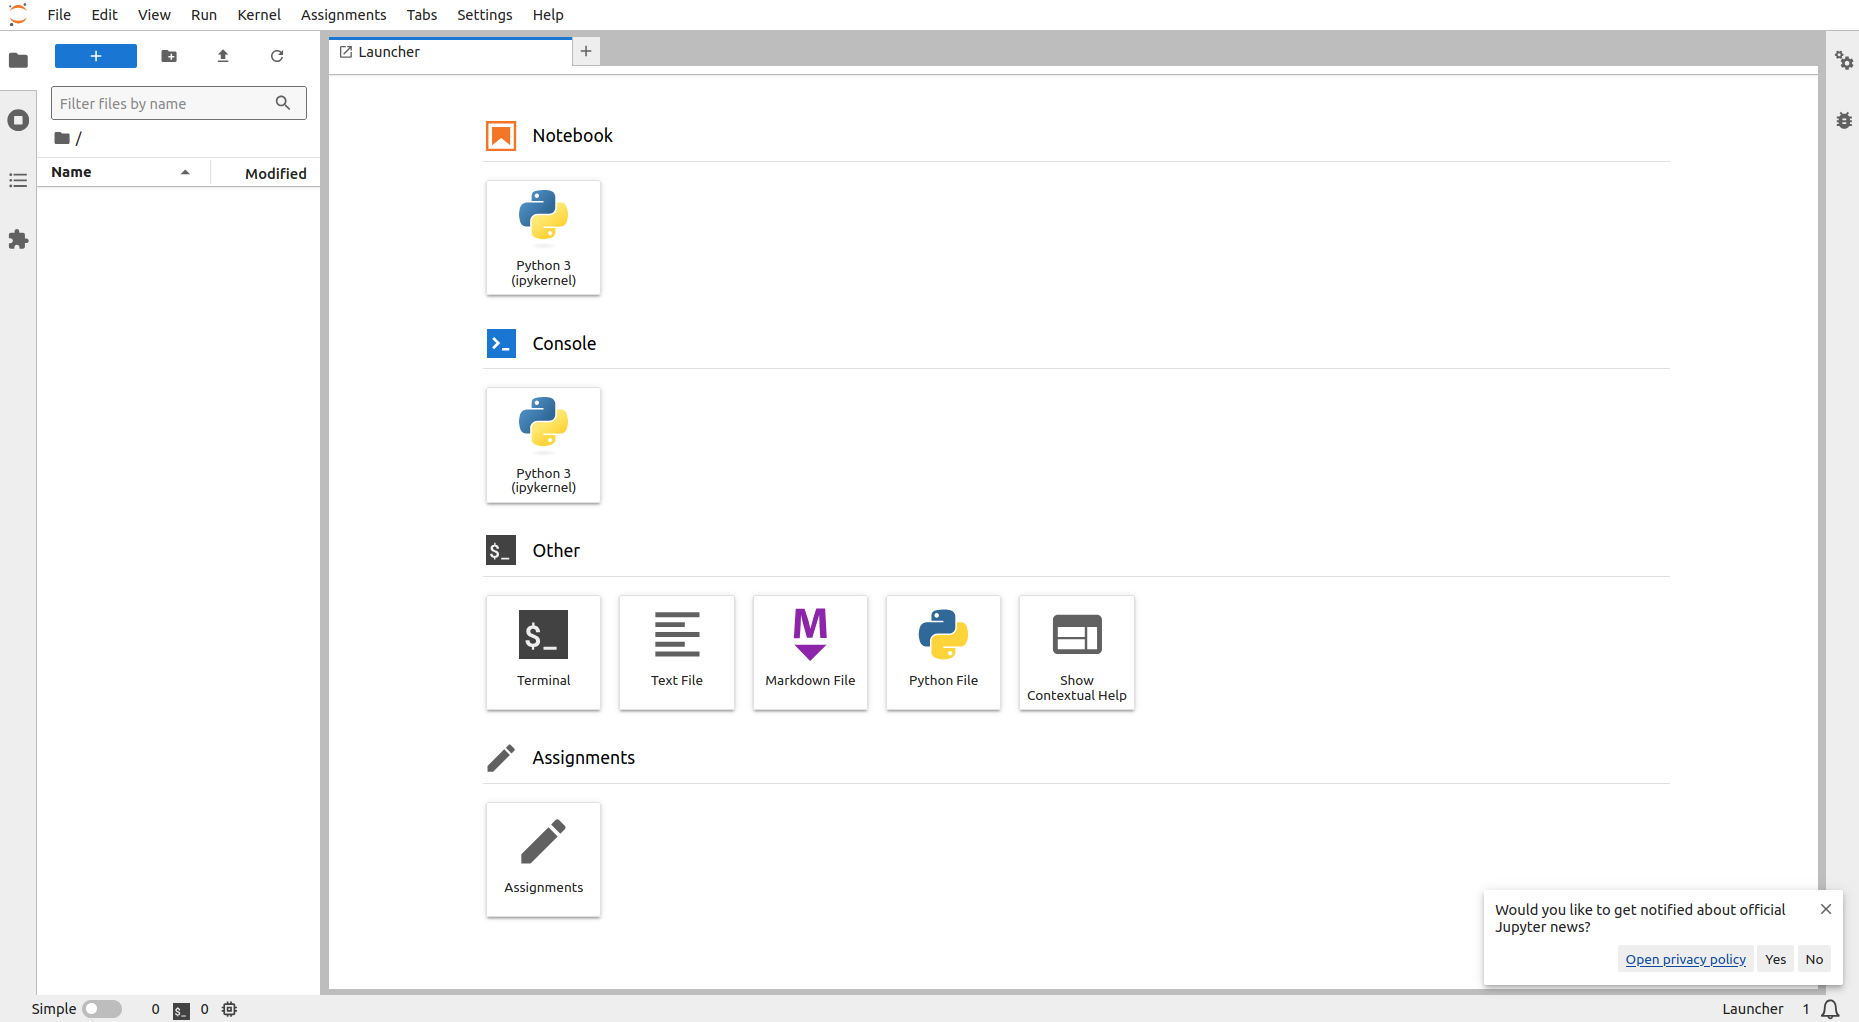 File Edit View Run Kernel Assignments Tabs Settings Help
Launcher
Filter files by name
/
Name Modified
Notebook
Python 3
(ipykernel)
Console
Python 3
(ipykernel)
$_ Other
$_
Terminal
Text File
M
Markdown File
Python File
Show
Contextual Help
Assignments
Assignments
Would you like to get notified about official
Jupyter news?
Open privacy policy Yes No
Simple 0 $_ 0 Launcher 1